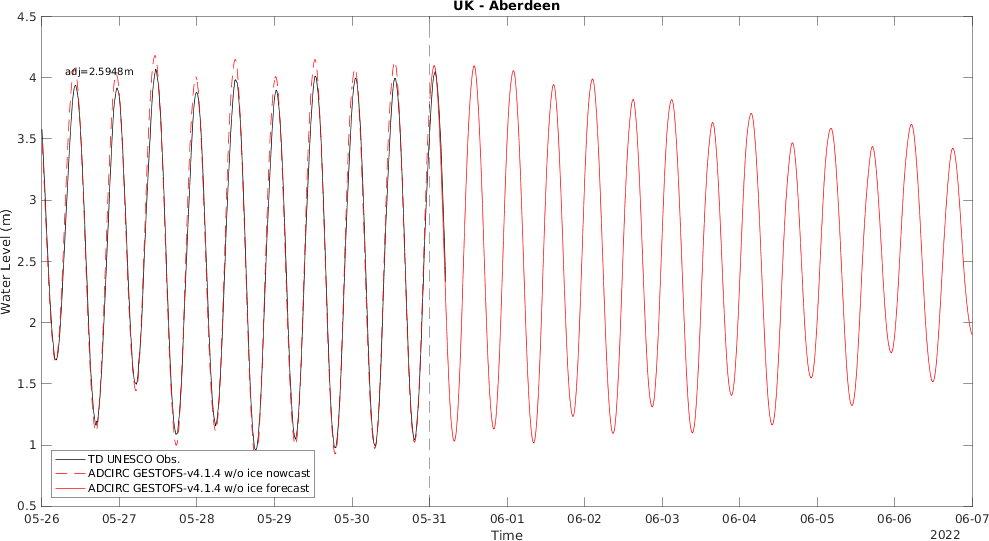 UK - Aberdeen
4.5
4
3.5
3
2.5
2
1.5
1
0.5
Water Level (m)
adj=2.5948m
TD UNESCO Obs.
ADCIRC GESTOFS-v4.1.4 w/o ice nowcast
ADCIRC GESTOFS-v4.1.4 w/o ice forecast
05-26 05-27 05-28 05-29 05-30 05-31 06-01 06-02 06-03 06-04 06-05 06-06 06-07
Time
2022